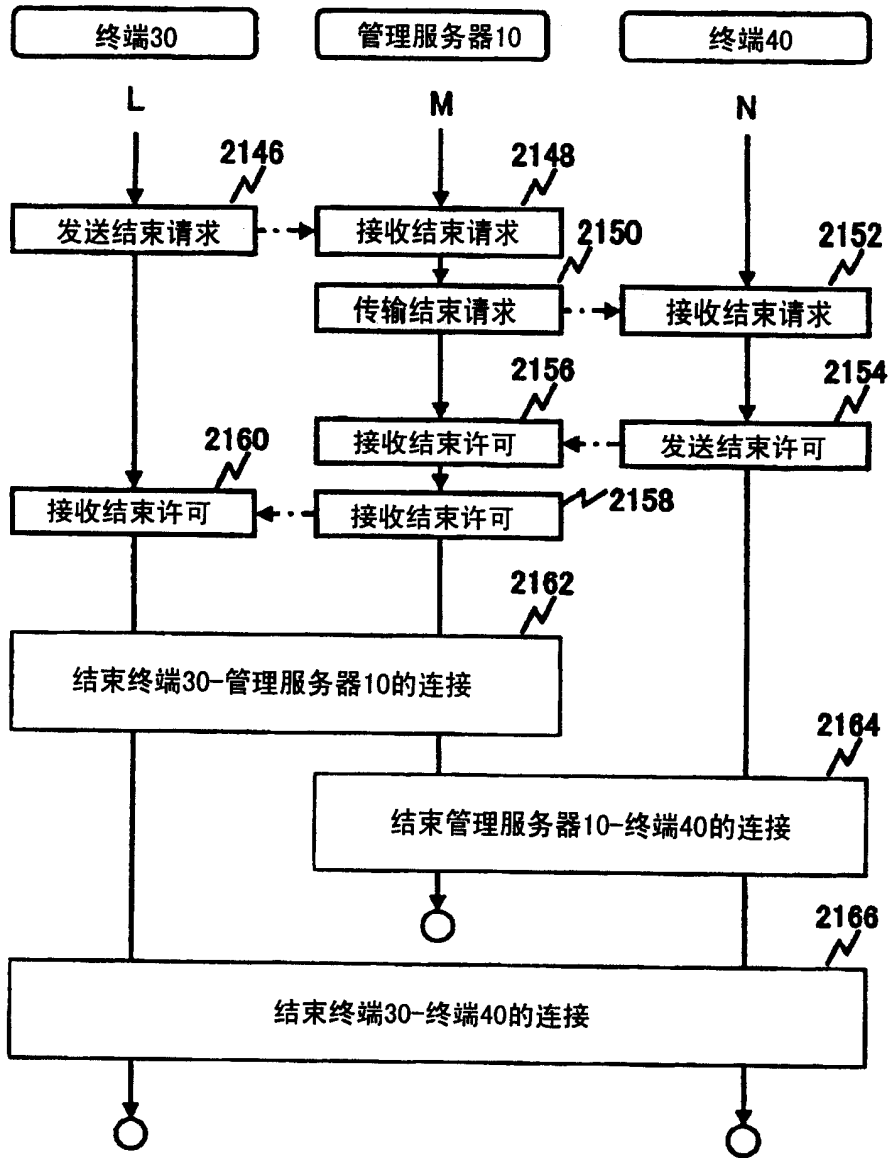 终端30
管理服务器10
终端40
L
M
N
2146
2148
发送结束请求
接收结束请求
2150
2152
传输结束请求
接收结束请求
2156
2154
接收结束许可
发送结束许可
2160
接收结束许可
接收结束许可
2158
2162
结束终端30-管理服务器10的连接
2164
结束管理服务器10-终端40的连接
2166
结束终端30-终端40的连接